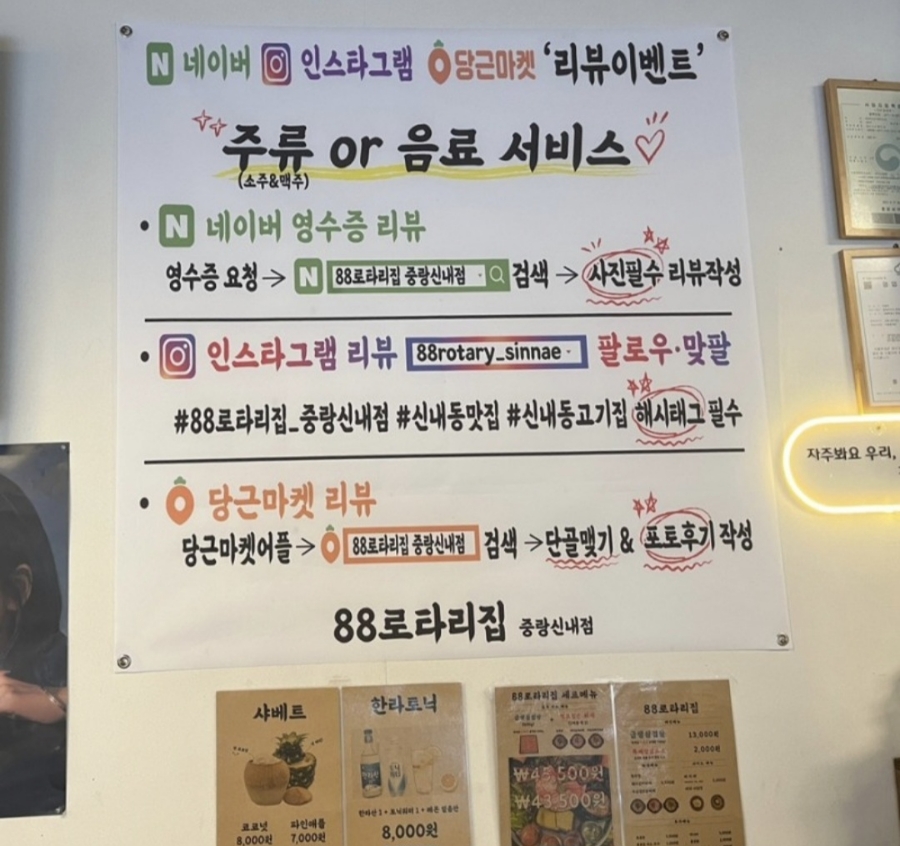 네이버 인스타그램 당근마켓 '리뷰이벤트'
주류 or 음료 서비스
(소주&맥주)
• N 네이버 영수증 리뷰
영수증 요청 → N 88로타리집 중랑신내점 검색 → 사진필수 리뷰작성
• 인스타그램 리뷰 88rotary_sinnae 팔로우·맞팔
#88로타리집_중랑신내점 #신내동맛집 #신내동고기집 해시태그 필수
• 당근마켓 리뷰
당근마켓어플 → 88로타리집 중랑신내점 검색 → 단골맺기 & 포토후기 작성
88로타리집 중랑신내점
자주봐요 우리,
샤베트
코코넛 파인애플
8,000원 7,000원
한라토닉
8,000원
88로타리집 세트메뉴
₩43,500원
88로타리집
13,000원
2,000원